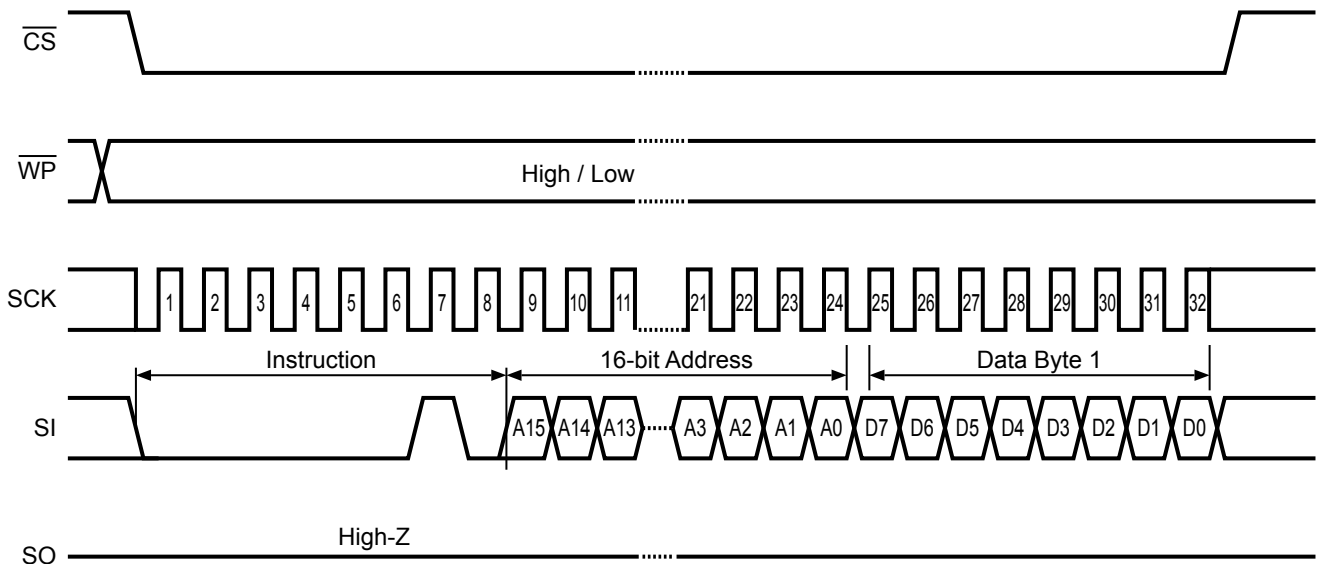 CS
WP
High / Low
SCK
1 2 3 4 5 6 7 8 9 10 11 21 22 23 24 25 26 27 28 29 30 31 32
Instruction 16-bit Address Data Byte 1
SI
A15 A14 A13 A3 A2 A1 A0 D7 D6 D5 D4 D3 D2 D1 D0
High-Z
SO